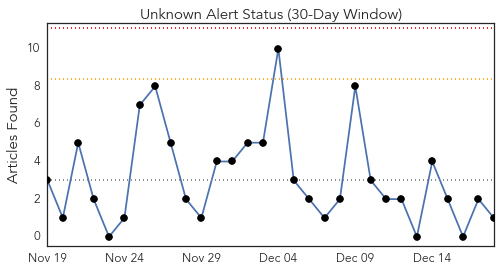 Unknown Alert Status (30-Day Window)
Articles Found
10
8
6
4
2
0
Nov 19 Nov 24 Nov 29 Dec 04 Dec 09 Dec 14